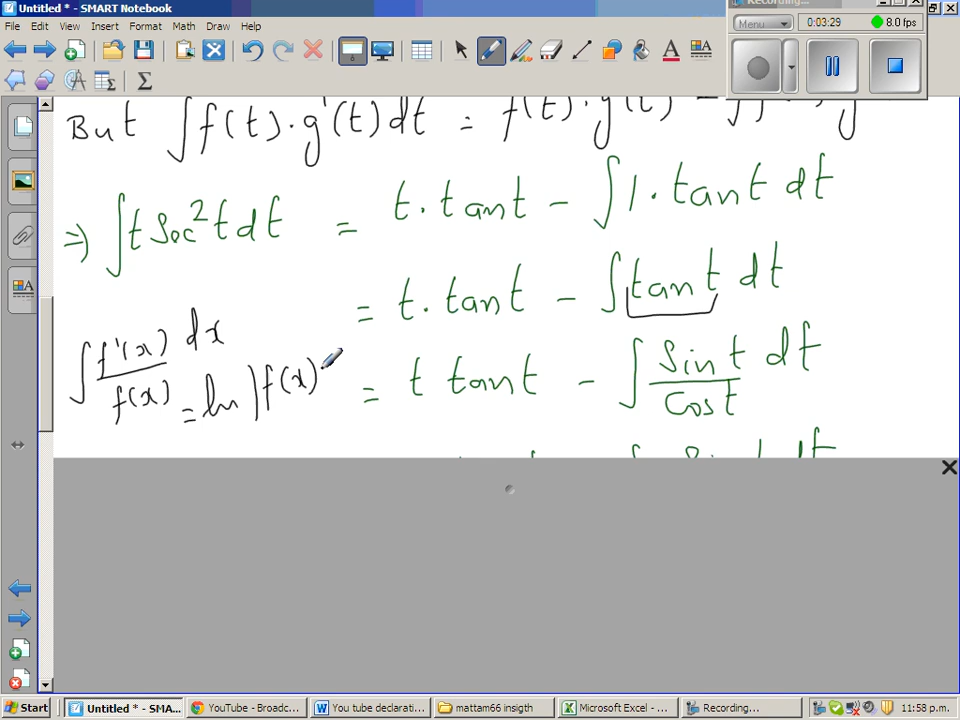 Untitled * - SMART Notebook
Recording...
File Edit View Insert Format Math Draw Help
Menu 0:03:29 8.0 fps
But ∫f(t)·g'(t)dt = f(t)·g(t) −
⇒ ∫t Sec²t dt = t·tant − ∫1·tant dt
= t·tant − ∫tant dt
∫f'(x)/f(x) dx = ln|f(x)
= t tant − ∫Sint/Cost dt
Start Untitled * - SMA... YouTube - Broadc... You tube declarati... mattam66 insigth Microsoft Excel - ... Recording... 11:58 p.m.